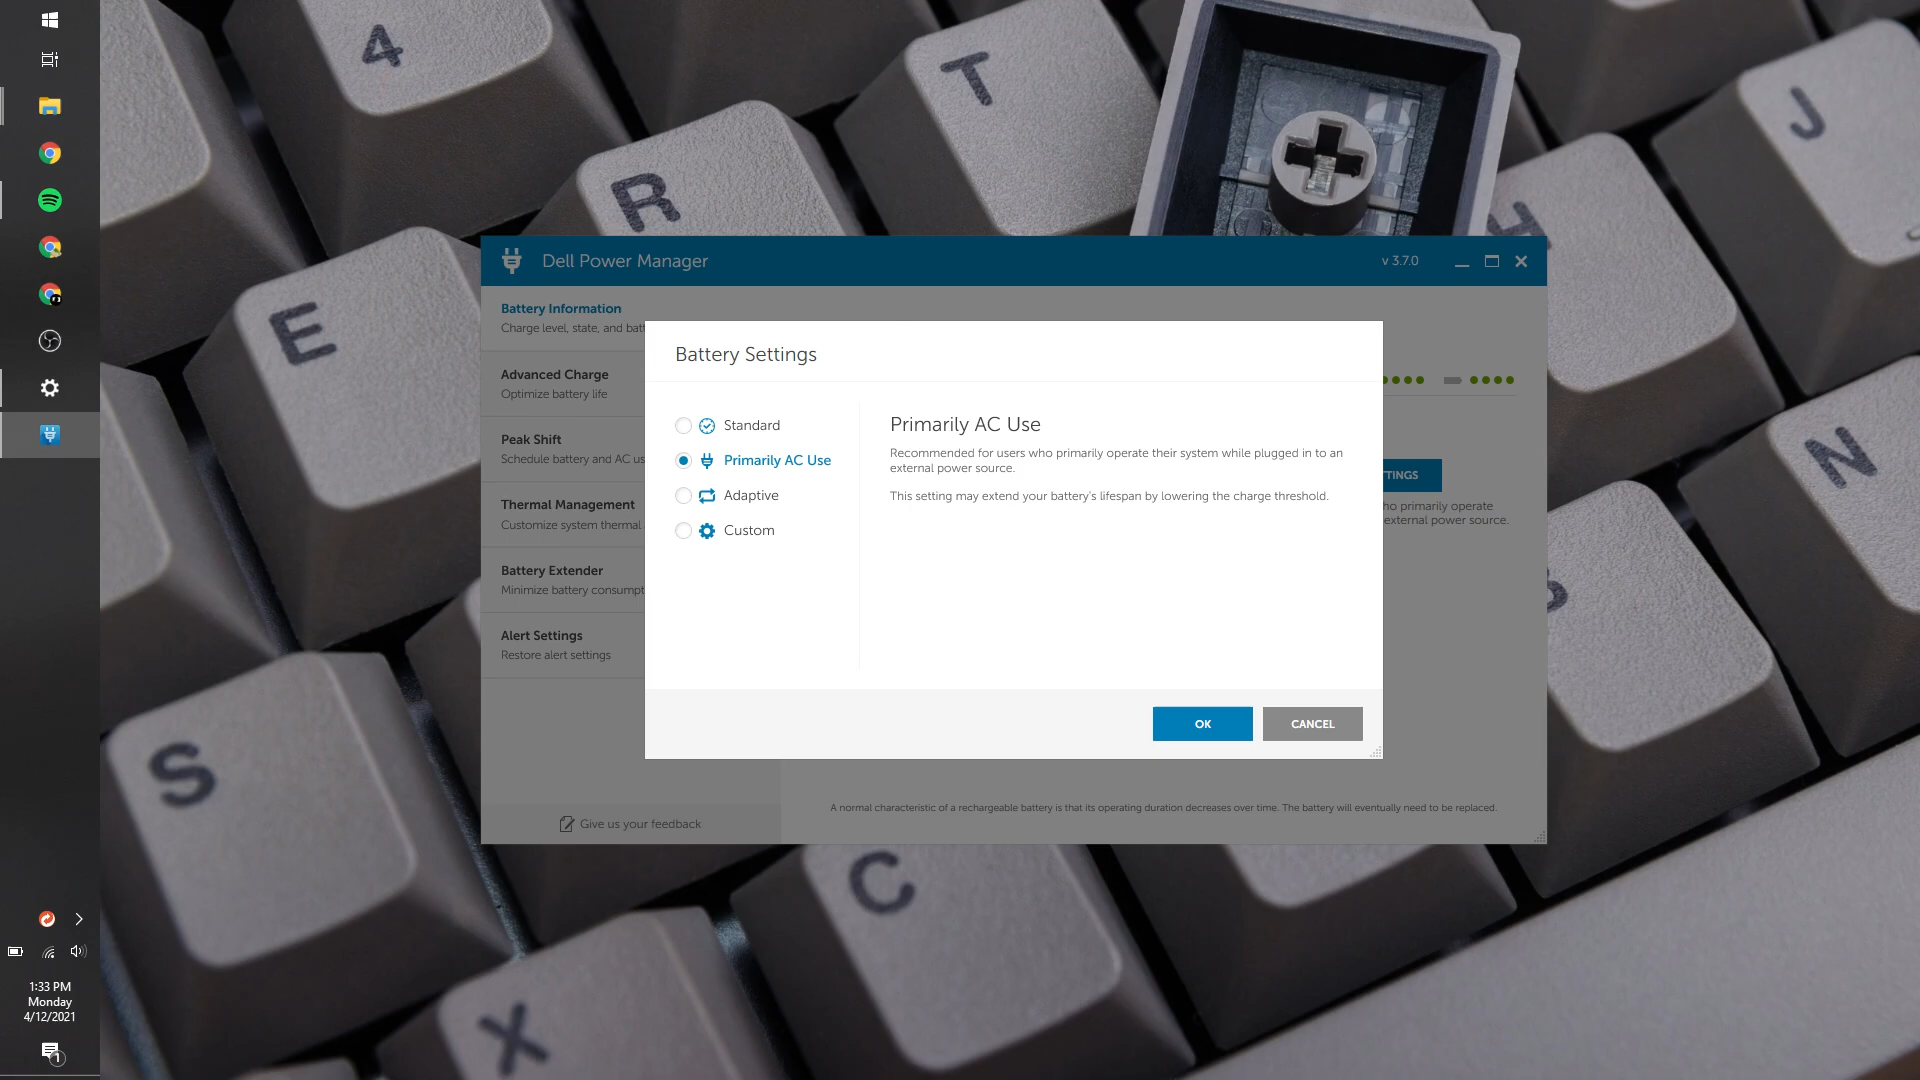 4
T
J
R
E
N
S
C
X
Dell Power Manager
v 3.7.0
Battery Information
Charge level, state, and batt
Advanced Charge
Optimize battery life
Peak Shift
Schedule battery and AC us
Thermal Management
Customize system thermal
Battery Extender
Minimize battery consumpt
Alert Settings
Restore alert settings
Give us your feedback
TINGS
ho primarily operate
external power source.
Battery Settings
Standard
Primarily AC Use
Adaptive
Custom
Primarily AC Use
Recommended for users who primarily operate their system while plugged in to an
external power source.
This setting may extend your battery's lifespan by lowering the charge threshold.
OK
CANCEL
A normal characteristic of a rechargeable battery is that its operating duration decreases over time. The battery will eventually need to be replaced.
1:33 PM
Monday
4/12/2021
1